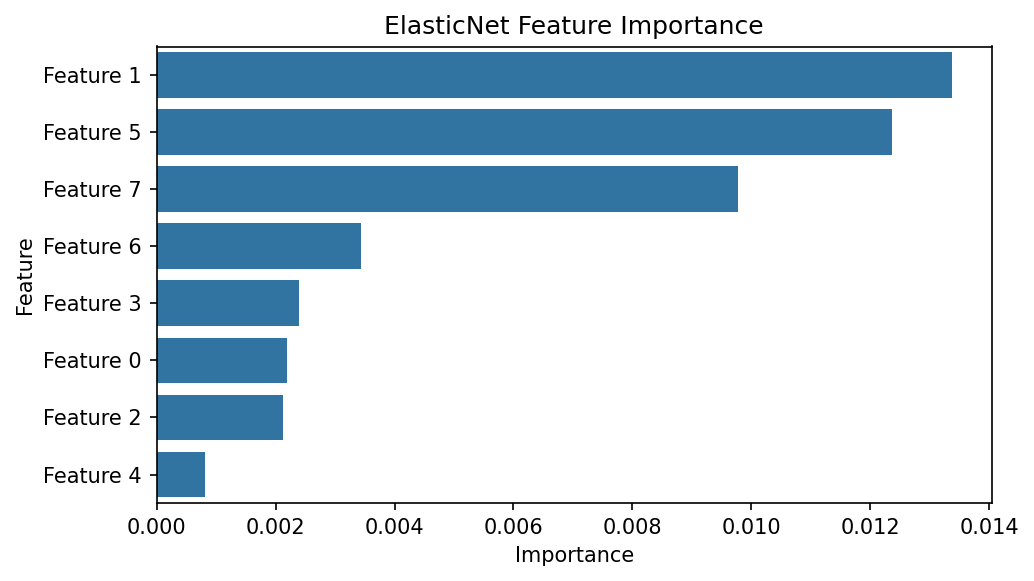 ElasticNet Feature Importance
Feature 1
Feature 5
Feature 7
Feature 6
Feature 3
Feature 0
Feature 2
Feature 4
Feature
0.000 0.002 0.004 0.006 0.008 0.010 0.012 0.014
Importance